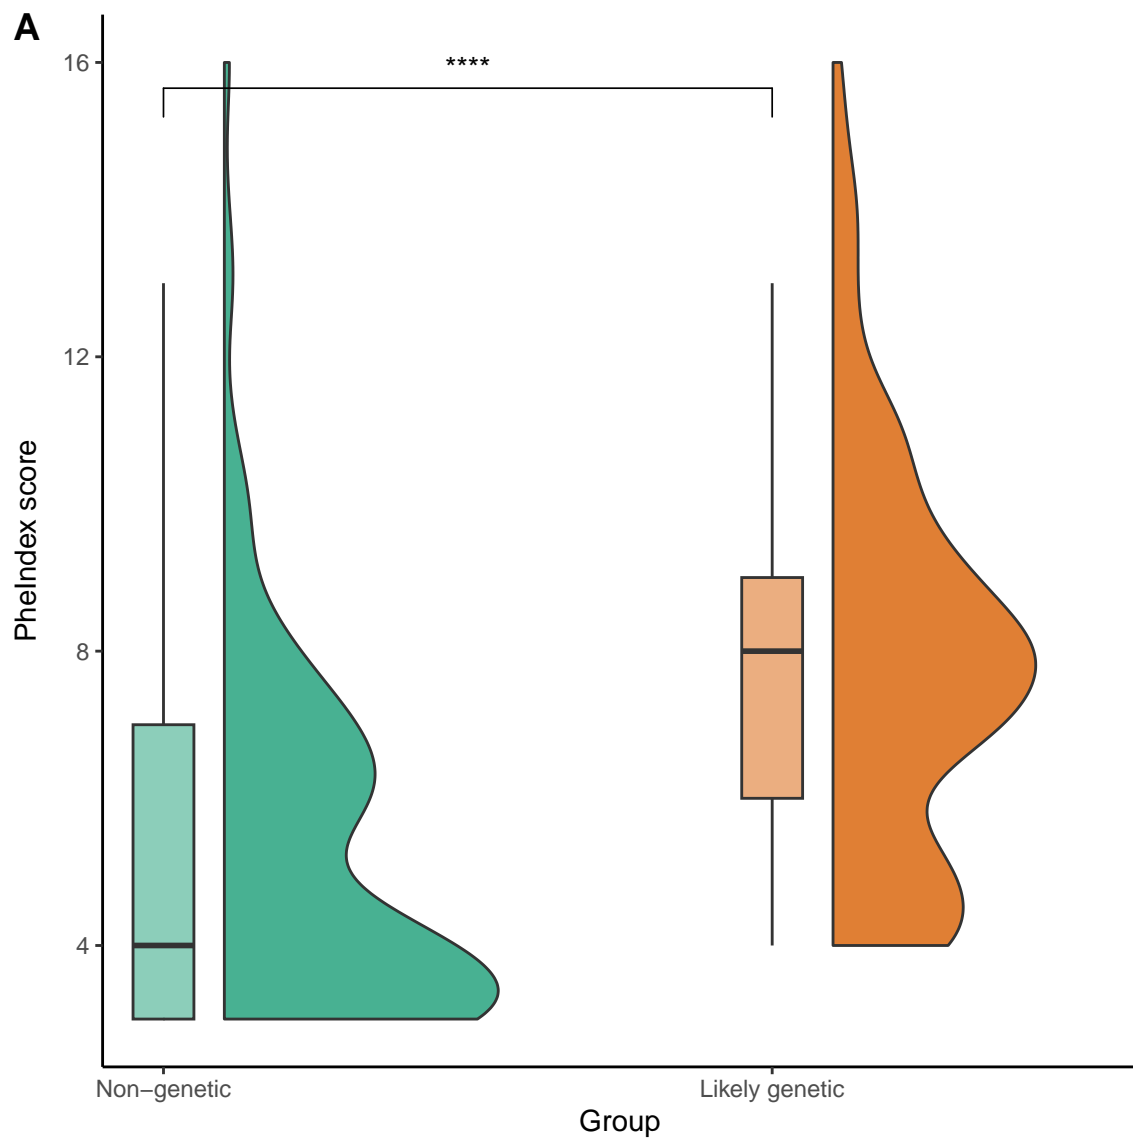 A
****
16
12
8
4
PheIndex score
Non−genetic
Likely genetic
Group